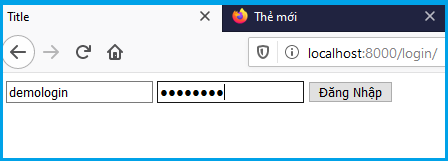 Title
Thẻ mới
localhost:8000/login/
demologin
●●●●●●●●
Đăng Nhập